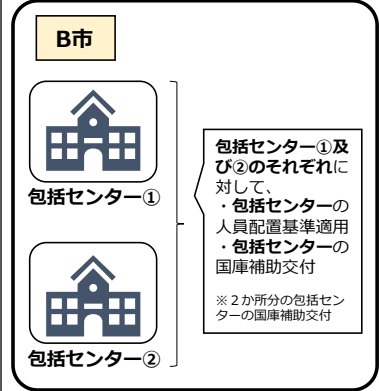 B市
包括センター①
包括センター②
包括センター①及
び②のそれぞれに
対して、
・包括センターの
人員配置基準適用
・包括センターの
国庫補助交付
※２か所分の包括セン
ターの国庫補助交付